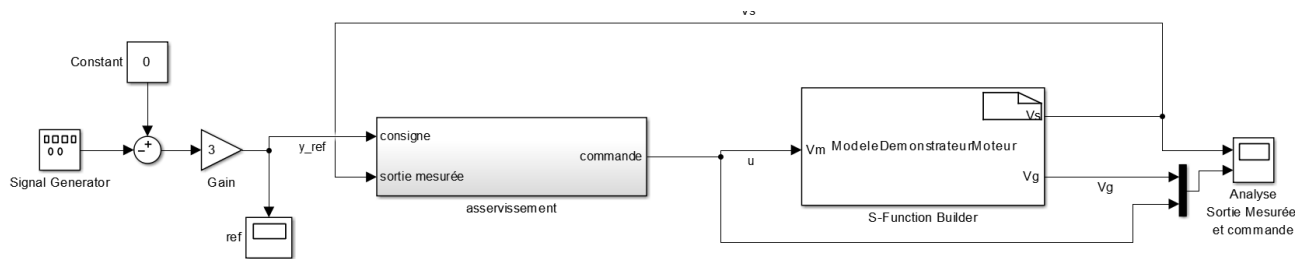 Vs
Constant
0
Signal Generator
3
Gain
y_ref
ref
consigne
sortie mesurée
commande
asservissement
u
Vm
ModeleDemonstrateurMoteur
Vs
Vg
S-Function Builder
Vg
Analyse
Sortie Mesurée
et commande